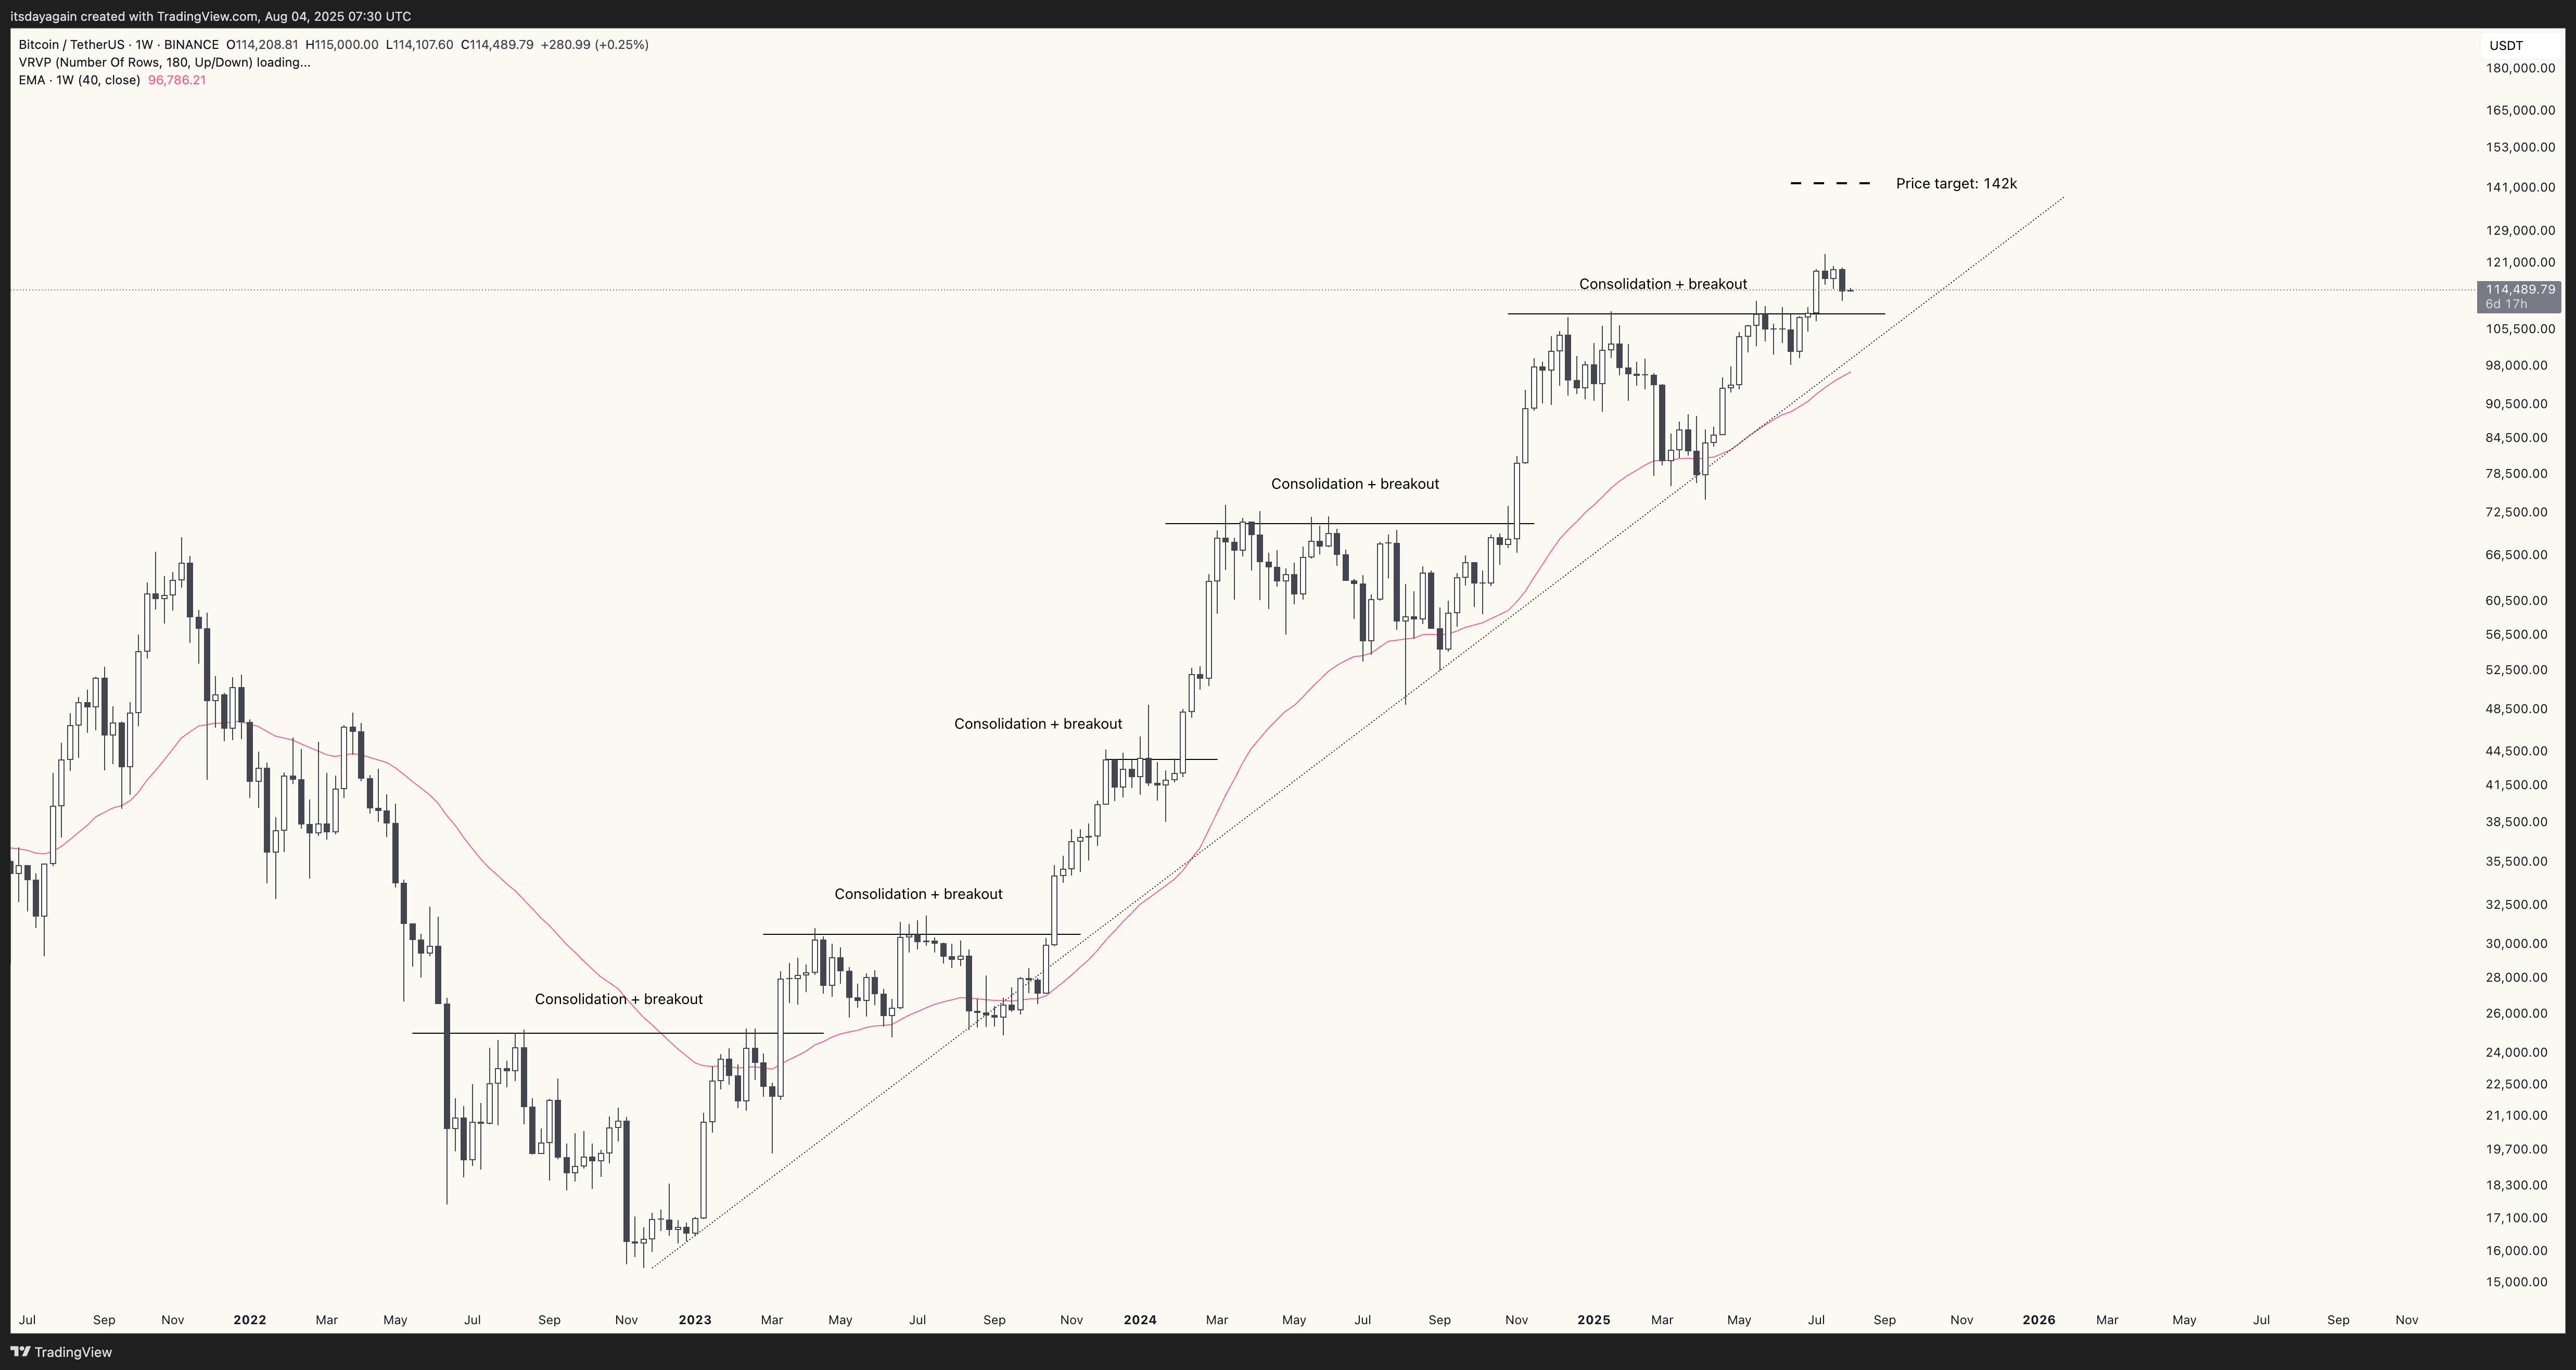 itsdayagain created with TradingView.com, Aug 04, 2025 07:30 UTC
Bitcoin / TetherUS · 1W · BINANCE O114,208.81 H115,000.00 L114,107.60 C114,489.79 +280.99 (+0.25%)
VRVP (Number Of Rows, 180, Up/Down) loading...
EMA · 1W (40, close) 96,786.21
USDT
180,000.00
165,000.00
153,000.00
Price target: 142k
141,000.00
129,000.00
121,000.00
Consolidation + breakout
114,489.79
6d 17h
105,500.00
98,000.00
90,500.00
84,500.00
78,500.00
Consolidation + breakout
72,500.00
66,500.00
60,500.00
56,500.00
52,500.00
48,500.00
Consolidation + breakout
44,500.00
41,500.00
38,500.00
35,500.00
Consolidation + breakout
32,500.00
30,000.00
28,000.00
Consolidation + breakout
26,000.00
24,000.00
22,500.00
21,100.00
19,700.00
18,300.00
17,100.00
16,000.00
15,000.00
Jul Sep Nov 2022 Mar May Jul Sep Nov 2023 Mar May Jul Sep Nov 2024 Mar May Jul Sep Nov 2025 Mar May Jul Sep Nov 2026 Mar May Jul Sep Nov
TradingView